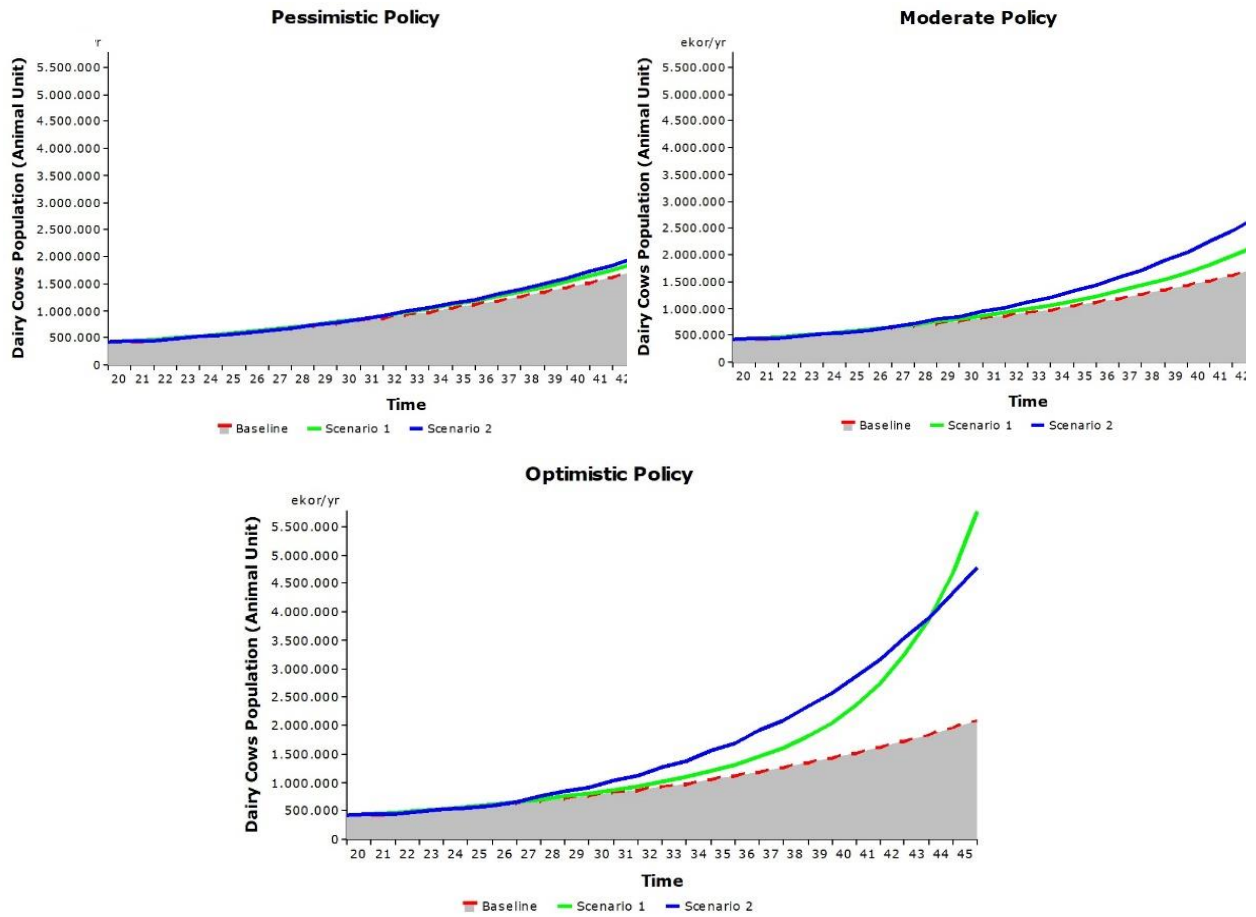 Pessimistic Policy
Dairy Cows Population (Animal Unit)
5.500.000
5.000.000
4.500.000
4.000.000
3.500.000
3.000.000
2.500.000
2.000.000
1.500.000
1.000.000
500.000
0
20 21 22 23 24 25 26 27 28 29 30 31 32 33 34 35 36 37 38 39 40 41 42
Time
Baseline Scenario 1 Scenario 2
Moderate Policy
ekor/yr
Dairy Cows Population (Animal Unit)
5.500.000
5.000.000
4.500.000
4.000.000
3.500.000
3.000.000
2.500.000
2.000.000
1.500.000
1.000.000
500.000
0
20 21 22 23 24 25 26 27 28 29 30 31 32 33 34 35 36 37 38 39 40 41 42
Time
Baseline Scenario 1 Scenario 2
Optimistic Policy
ekor/yr
Dairy Cows Population (Animal Unit)
5.500.000
5.000.000
4.500.000
4.000.000
3.500.000
3.000.000
2.500.000
2.000.000
1.500.000
1.000.000
500.000
0
20 21 22 23 24 25 26 27 28 29 30 31 32 33 34 35 36 37 38 39 40 41 42 43 44 45
Time
Baseline Scenario 1 Scenario 2